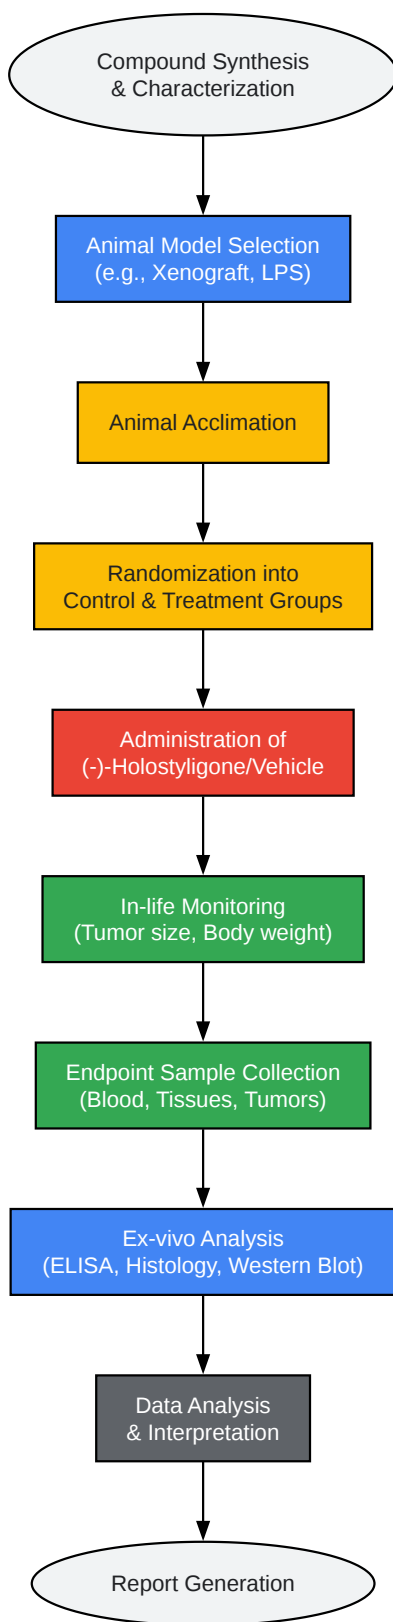 Compound Synthesis
& Characterization
Animal Model Selection
(e.g., Xenograft, LPS)
Animal Acclimation
Randomization into
Control & Treatment Groups
Administration of
(-)-Holostyligone/Vehicle
In-life Monitoring
(Tumor size, Body weight)
Endpoint Sample Collection
(Blood, Tissues, Tumors)
Ex-vivo Analysis
(ELISA, Histology, Western Blot)
Data Analysis
& Interpretation
Report Generation